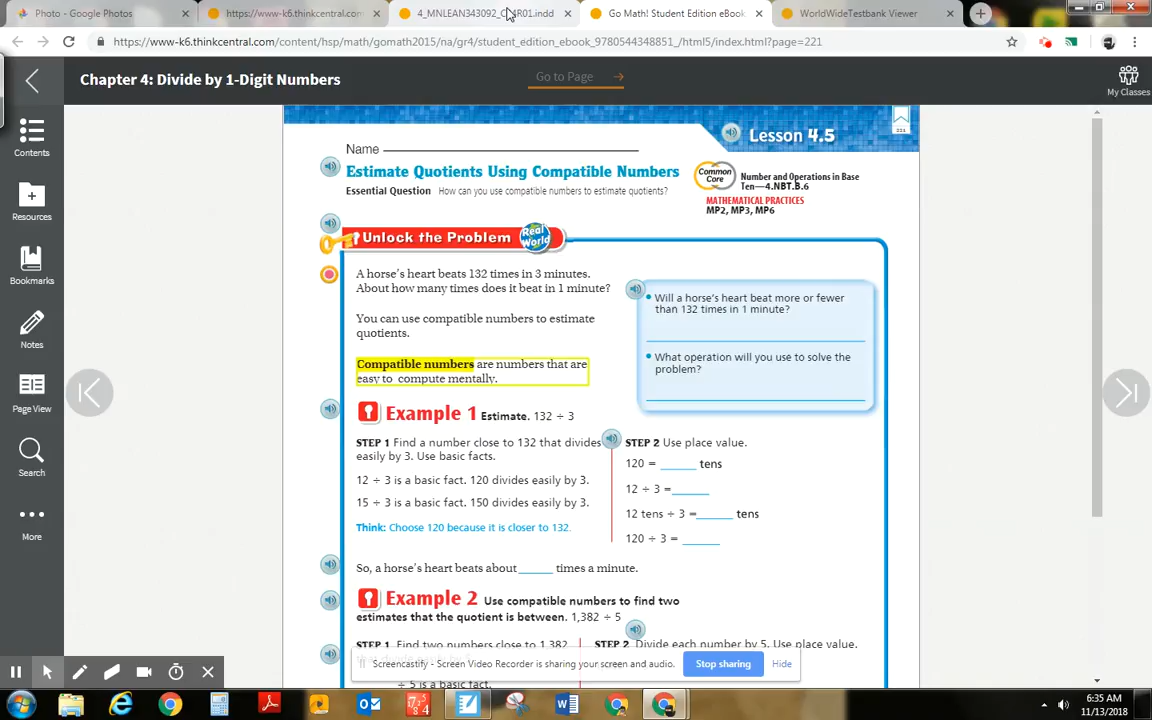 Photo - Google Photos
https://www-k6.thinkcentral.com
4_MNLEAN343092_C R01.indd
Go Math! Student Edition eBook
WorldWideTestbank Viewer
https://www-k6.thinkcentral.com/content/hsp/math/gomath2015/na/gr4/student_edition_ebook_9780544348851_/html5/index.html?page=221
Chapter 4: Divide by 1-Digit Numbers
Go to Page →
My Classes
Contents
Resources
Bookmarks
Notes
Page View
Search
More
221
Lesson 4.5
Name
Estimate Quotients Using Compatible Numbers
Essential Question How can you use compatible numbers to estimate quotients?
Common Core
Number and Operations in Base
Ten—4.NBT.B.6
MATHEMATICAL PRACTICES
MP2, MP3, MP6
Unlock the Problem
Real World
A horse's heart beats 132 times in 3 minutes.
About how many times does it beat in 1 minute?
You can use compatible numbers to estimate
quotients.
Compatible numbers are numbers that are
easy to compute mentally.
• Will a horse's heart beat more or fewer
than 132 times in 1 minute?
• What operation will you use to solve the
problem?
Example 1 Estimate. 132 ÷ 3
STEP 1 Find a number close to 132 that divides
easily by 3. Use basic facts.
12 ÷ 3 is a basic fact. 120 divides easily by 3.
15 ÷ 3 is a basic fact. 150 divides easily by 3.
Think: Choose 120 because it is closer to 132.
STEP 2 Use place value.
120 = ______ tens
12 ÷ 3 = ______
12 tens ÷ 3 = ______ tens
120 ÷ 3 = ______
So, a horse's heart beats about ______ times a minute.
Example 2 Use compatible numbers to find two
estimates that the quotient is between. 1,382 ÷ 5
STEP 1 Find two numbers close to 1,382
STEP 2 Divide each number by 5. Use place value.
÷ 5 is a basic fact.
Screencastify - Screen Video Recorder is sharing your screen and audio.
Stop sharing
Hide
6:35 AM
11/13/2018